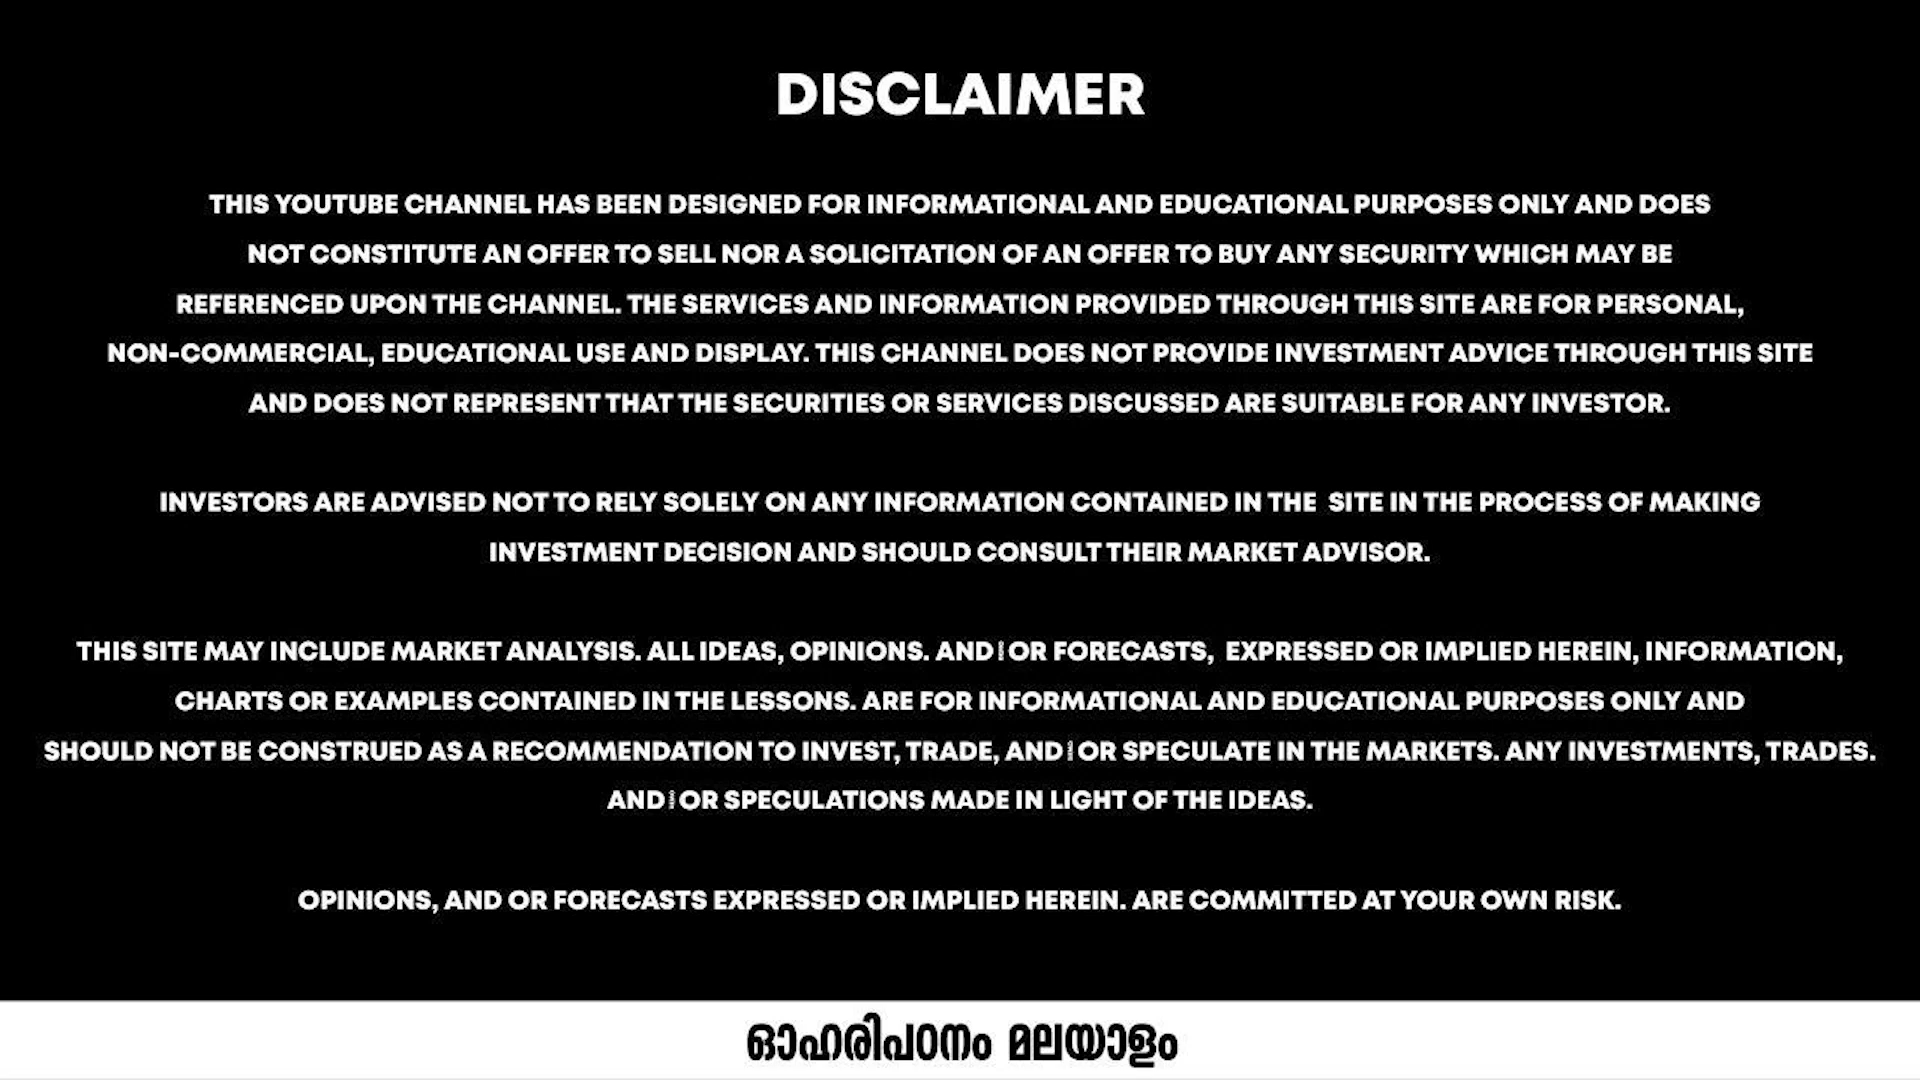 DISCLAIMER
THIS YOUTUBE CHANNEL HAS BEEN DESIGNED FOR INFORMATIONAL AND EDUCATIONAL PURPOSES ONLY AND DOES
NOT CONSTITUTE AN OFFER TO SELL NOR A SOLICITATION OF AN OFFER TO BUY ANY SECURITY WHICH MAY BE
REFERENCED UPON THE CHANNEL. THE SERVICES AND INFORMATION PROVIDED THROUGH THIS SITE ARE FOR PERSONAL,
NON-COMMERCIAL, EDUCATIONAL USE AND DISPLAY. THIS CHANNEL DOES NOT PROVIDE INVESTMENT ADVICE THROUGH THIS SITE
AND DOES NOT REPRESENT THAT THE SECURITIES OR SERVICES DISCUSSED ARE SUITABLE FOR ANY INVESTOR.
INVESTORS ARE ADVISED NOT TO RELY SOLELY ON ANY INFORMATION CONTAINED IN THE SITE IN THE PROCESS OF MAKING
INVESTMENT DECISION AND SHOULD CONSULT THEIR MARKET ADVISOR.
THIS SITE MAY INCLUDE MARKET ANALYSIS. ALL IDEAS, OPINIONS. AND OR FORECASTS, EXPRESSED OR IMPLIED HEREIN, INFORMATION,
CHARTS OR EXAMPLES CONTAINED IN THE LESSONS. ARE FOR INFORMATIONAL AND EDUCATIONAL PURPOSES ONLY AND
SHOULD NOT BE CONSTRUED AS A RECOMMENDATION TO INVEST, TRADE, AND OR SPECULATE IN THE MARKETS. ANY INVESTMENTS, TRADES.
AND OR SPECULATIONS MADE IN LIGHT OF THE IDEAS.
OPINIONS, AND OR FORECASTS EXPRESSED OR IMPLIED HEREIN. ARE COMMITTED AT YOUR OWN RISK.
ഓഹരിപഠനം മലയാളം